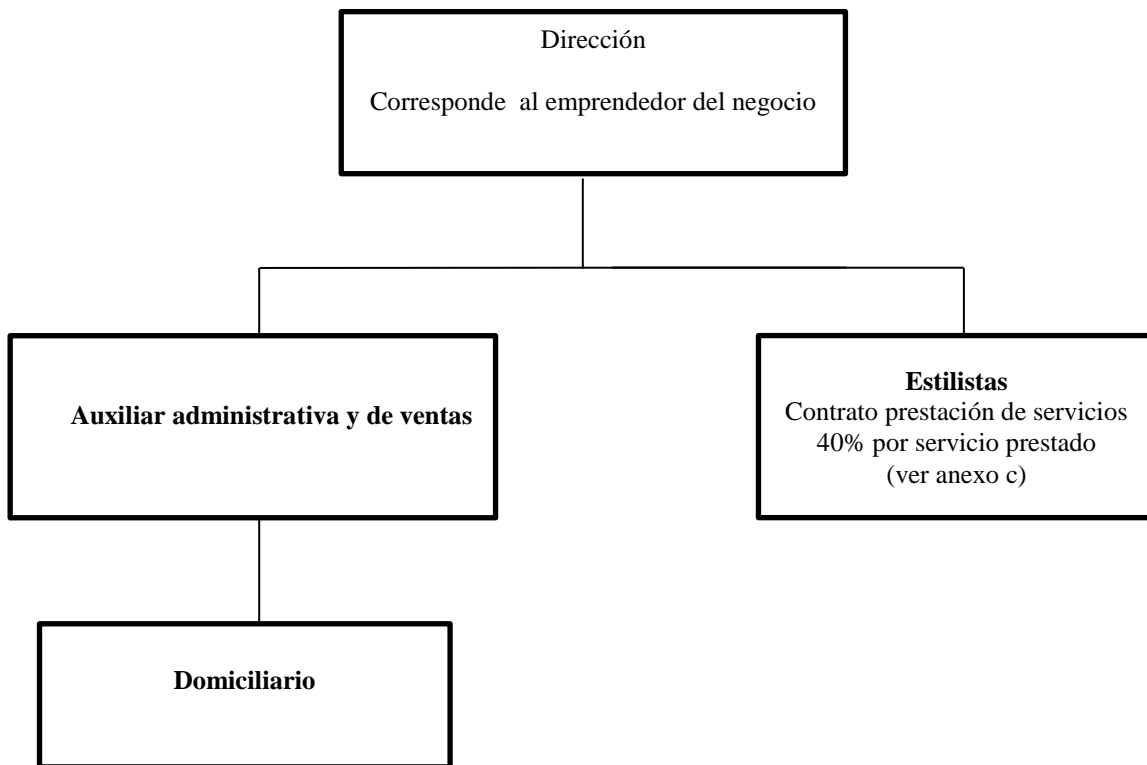 Dirección
Corresponde al emprendedor del negocio
Auxiliar administrativa y de ventas
Estilistas
Contrato prestación de servicios
40% por servicio prestado
(ver anexo c)
Domiciliario